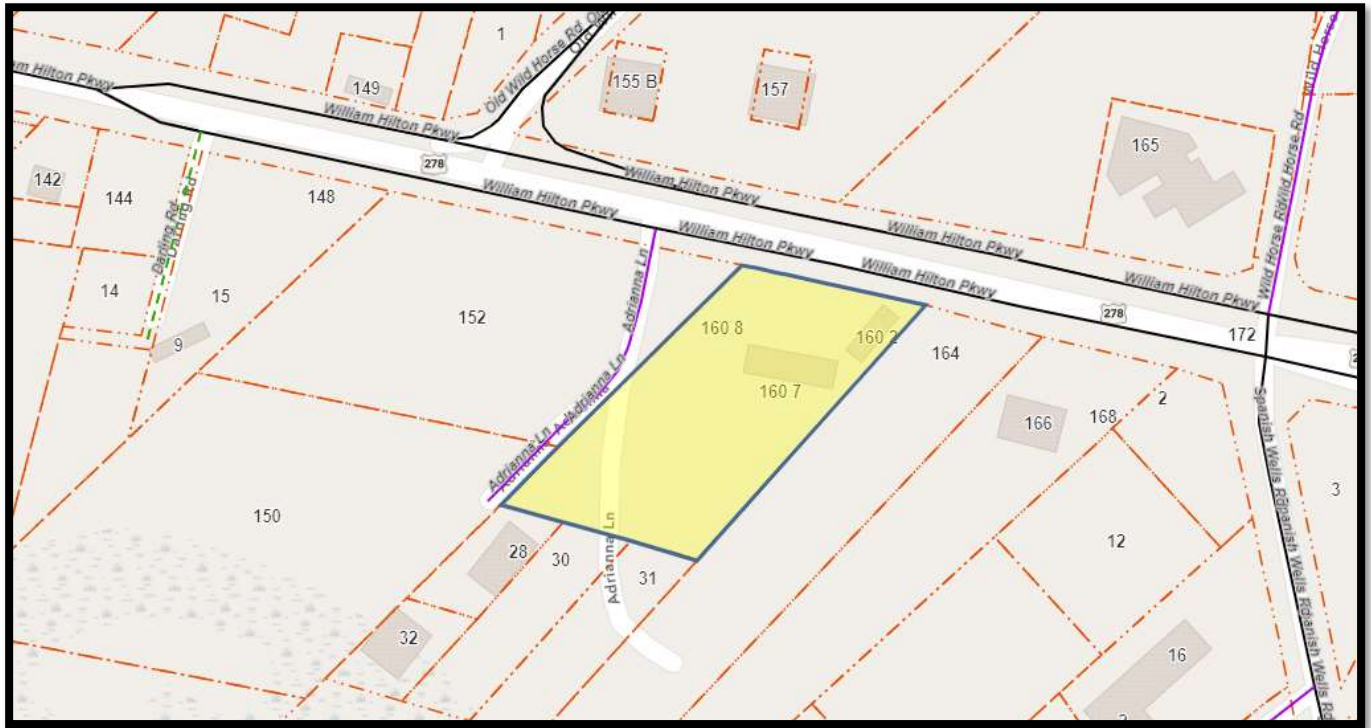 1
Old Wild Horse Rd
149
155 B
157
William Hilton Pkwy
Wild Horse
William Hilton Pkwy
165
278
142
144
148
William Hilton Pkwy
William Hilton Pkwy
Wild Horse Rd
Darling Rd
William Hilton Pkwy
William Hilton Pkwy
William Hilton Pkwy
William Hilton Pkwy
14
15
Adrianna Ln
278
152
160 8
160 2
172
9
164
160 7
Adrianna Ln
2
166
168
Adrianna Ln
Spanish Wells Rd
3
150
12
28
30
Adrianna Ln
31
32
16